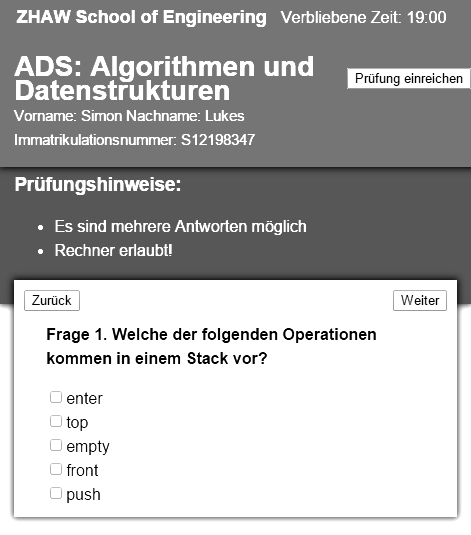 ZHAW School of Engineering Verbliebene Zeit: 19:00
ADS: Algorithmen und
Datenstrukturen
Prüfung einreichen
Vorname: Simon Nachname: Lukes
Immatrikulationsnummer: S12198347
Prüfungshinweise:
Es sind mehrere Antworten möglich
Rechner erlaubt!
Zurück
Weiter
Frage 1. Welche der folgenden Operationen
kommen in einem Stack vor?
enter
top
empty
front
push